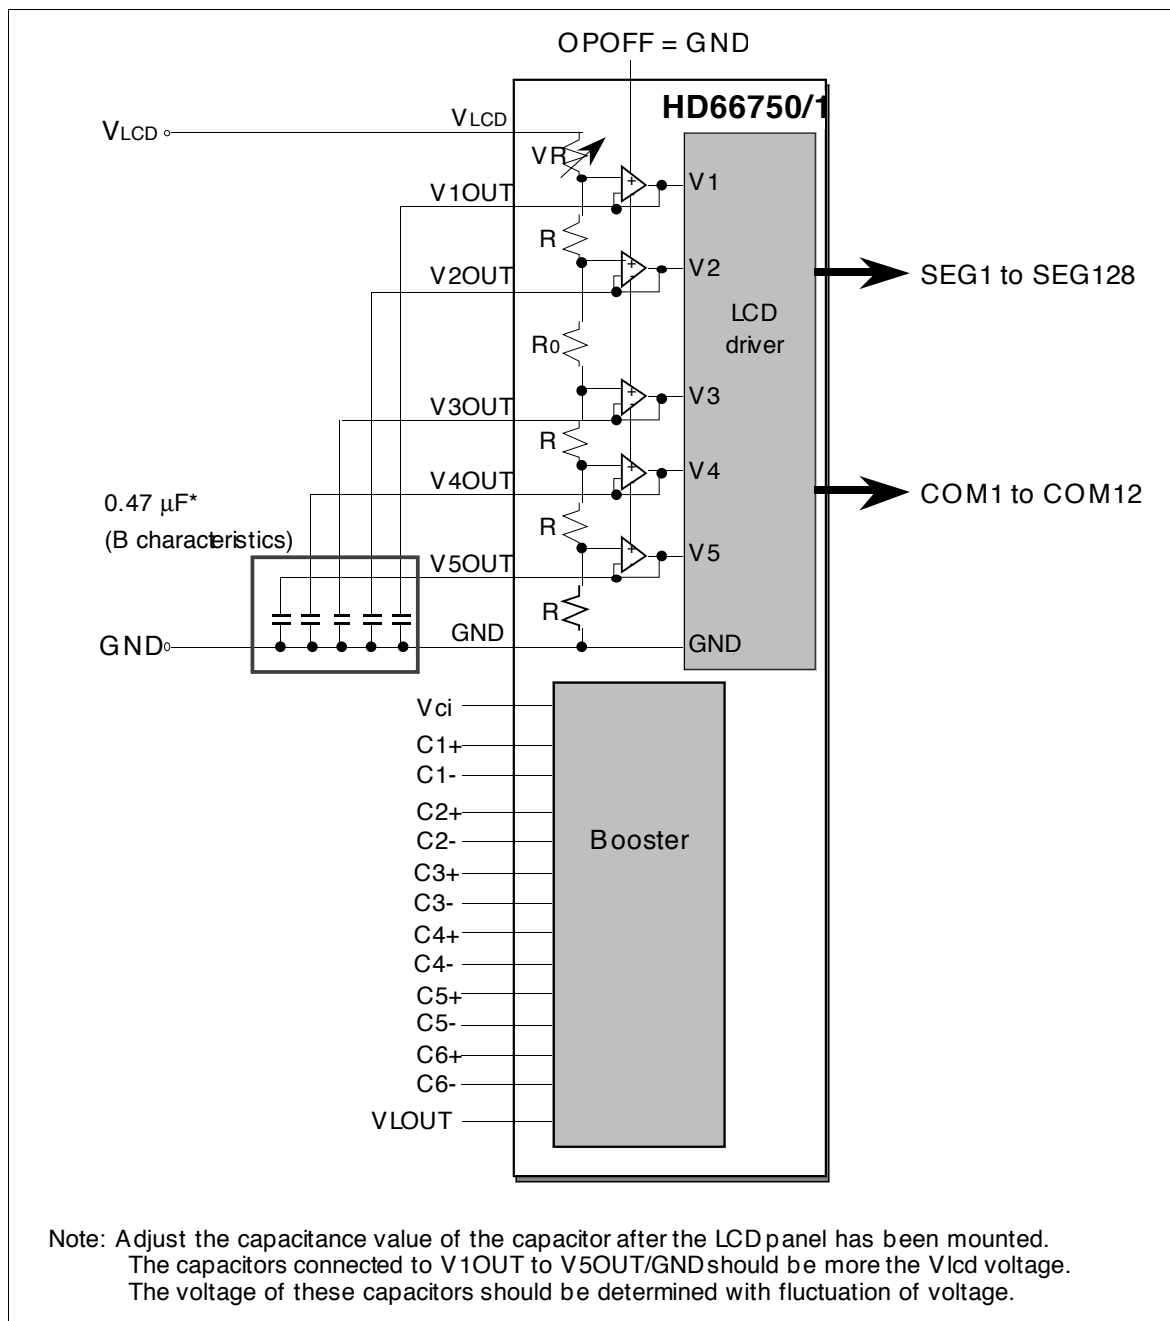 OPOFF = GND
HD66750/1
VLCD
VLCD
VR
V1OUT
V1
R
V2OUT
V2
SEG1 to SEG128
LCD
driver
R0
V3OUT
V3
R
V4OUT
V4
0.47 µF*
(B characteristics)
COM1 to COM12
R
V5OUT
V5
R
GND
GND
GND
Vci
C1+
C1-
C2+
C2-
Booster
C3+
C3-
C4+
C4-
C5+
C5-
C6+
C6-
VLOUT
Note: Adjust the capacitance value of the capacitor after the LCD panel has been mounted.
The capacitors connected to V1OUT to V5OUT/GND should be more the Vlcd voltage.
The voltage of these capacitors should be determined with fluctuation of voltage.